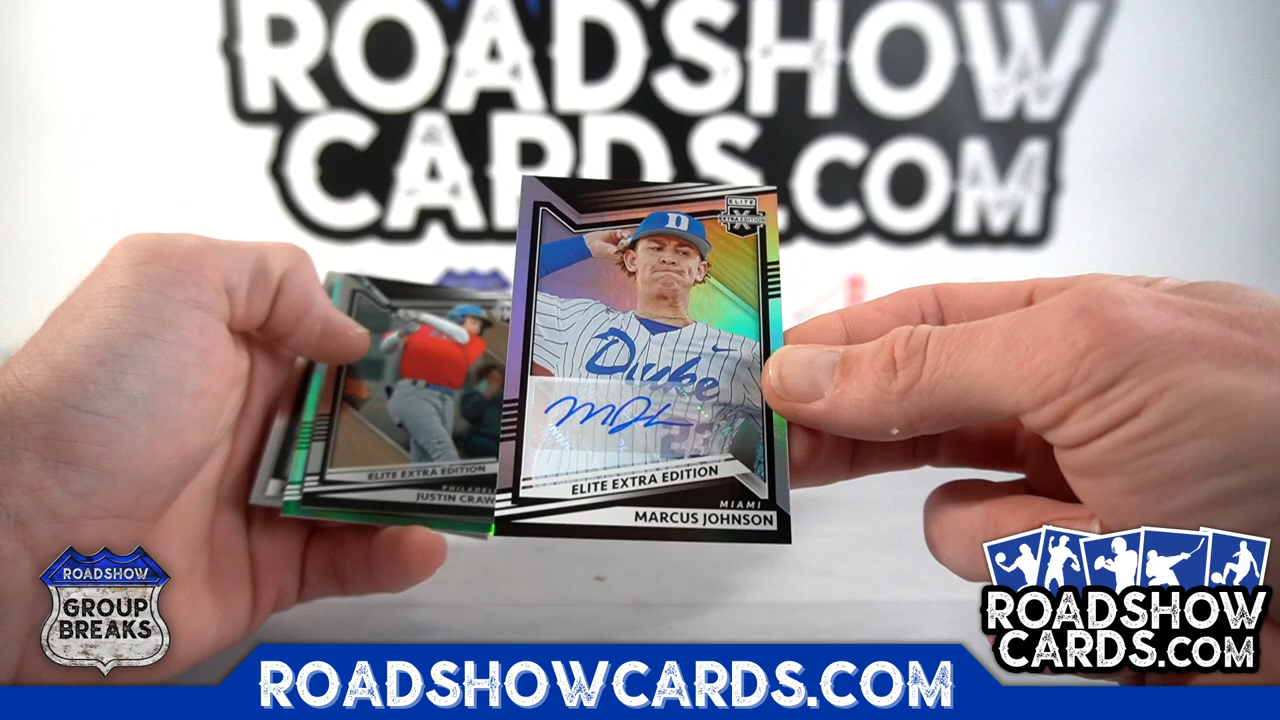 ROADSHOW
CARDS.COM
ELITE
X
EXTRA EDITION
D
Duke
ELITE EXTRA EDITION
MIAMI
MARCUS JOHNSON
ELITE EXTRA EDITION
JUSTIN CRAW
ROADSHOW
GROUP
BREAKS
ROADSHOW
CARDS.COM
ROADSHOWCARDS.COM